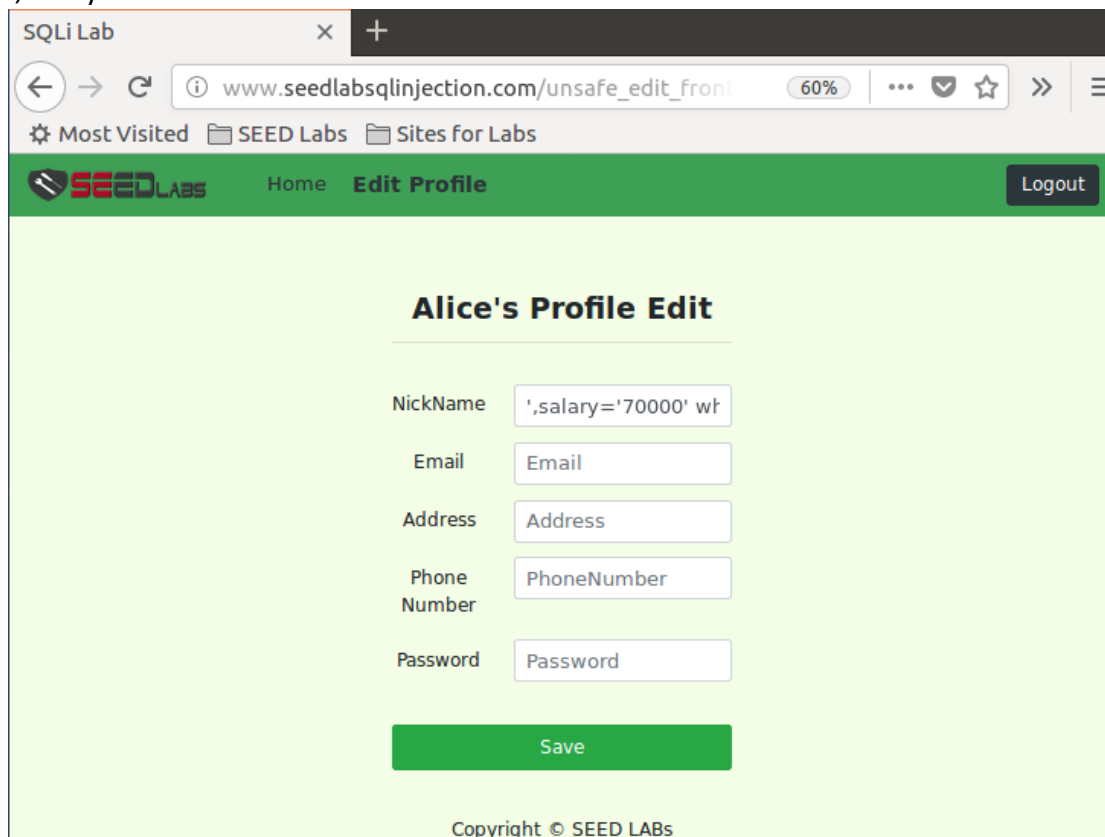 SQLi Lab
www.seedlabsqlinjection.com/unsafe_edit_front 60%
Most Visited SEED Labs Sites for Labs
SEEDLABS Home Edit Profile Logout
Alice's Profile Edit
NickName ',salary='70000' wh
Email Email
Address Address
Phone PhoneNumber
Number
Password Password
Save
Copyright © SEED LABs